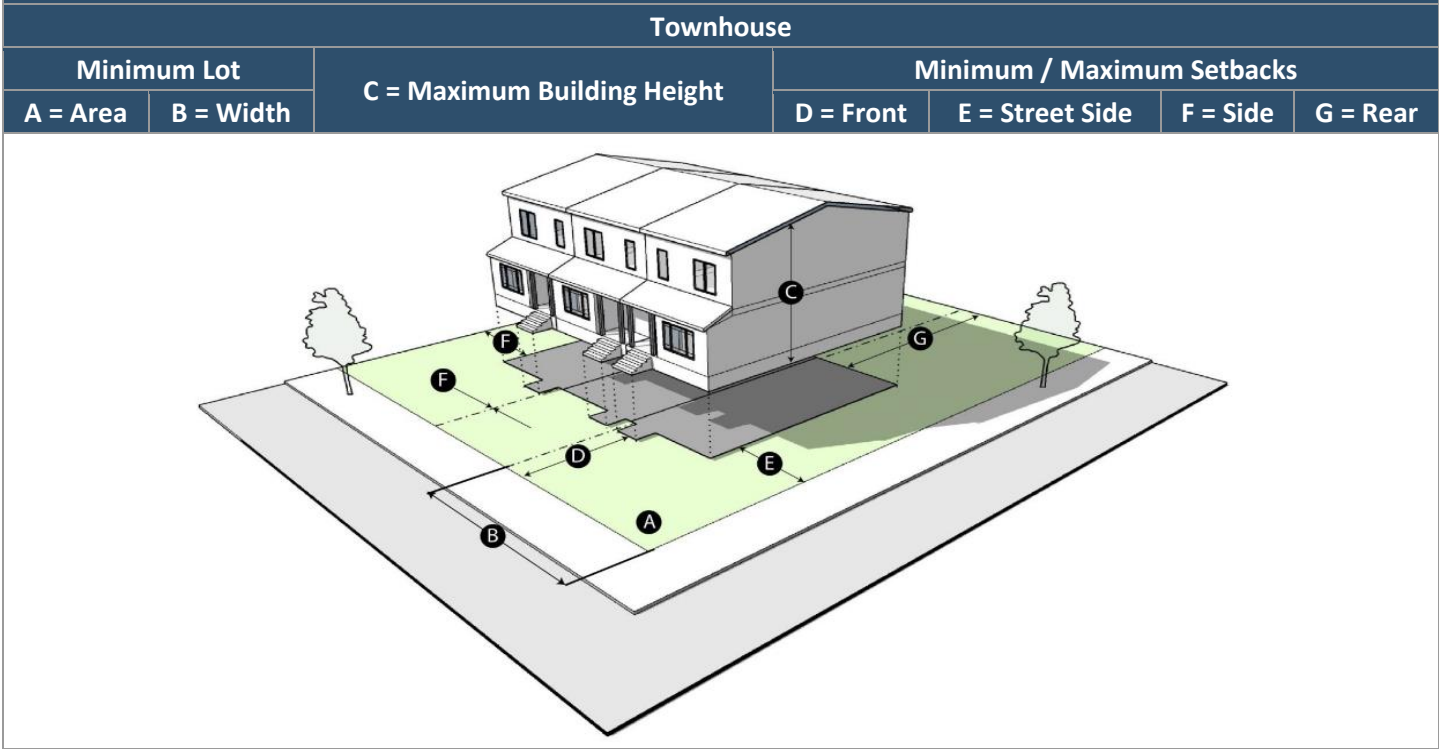 Townhouse
Minimum Lot
C = Maximum Building Height
Minimum / Maximum Setbacks
A = Area
B = Width
D = Front
E = Street Side
F = Side
G = Rear
C
F
G
F
D
E
A
B